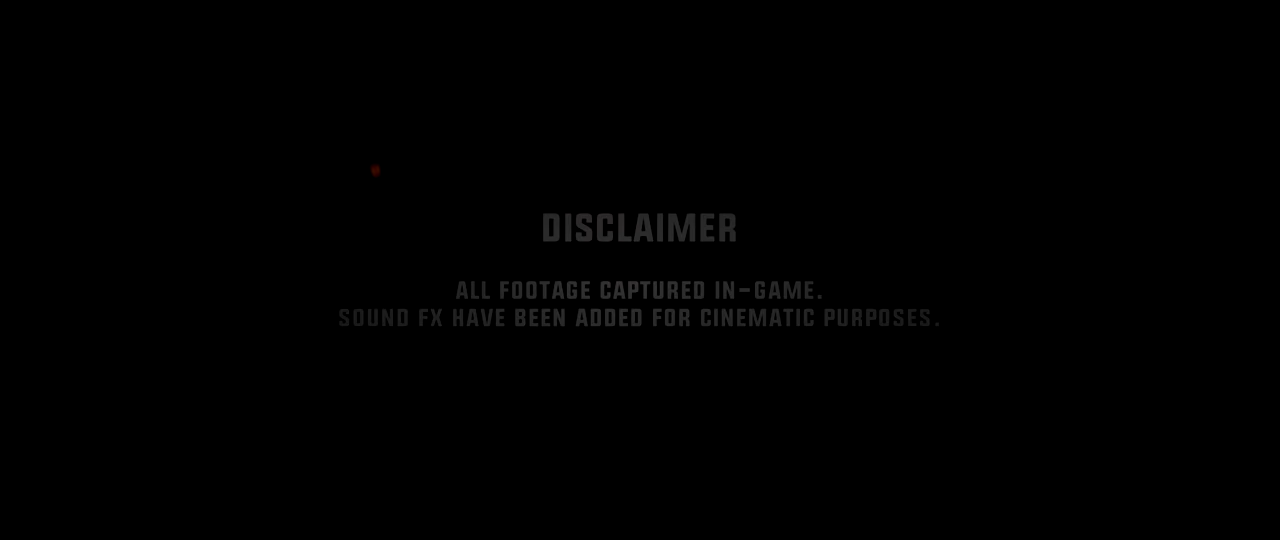 DISCLAIMER
ALL FOOTAGE CAPTURED IN-GAME.
SOUND FX HAVE BEEN ADDED FOR CINEMATIC PURPOSES.